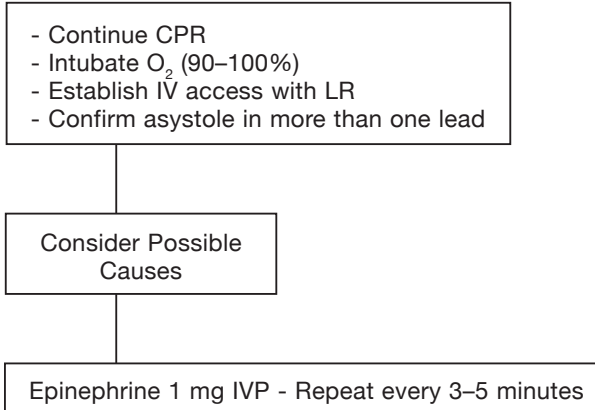 - Continue CPR
- Intubate O₂ (90–100%)
- Establish IV access with LR
- Confirm asystole in more than one lead
Consider Possible
Causes
Epinephrine 1 mg IVP - Repeat every 3–5 minutes